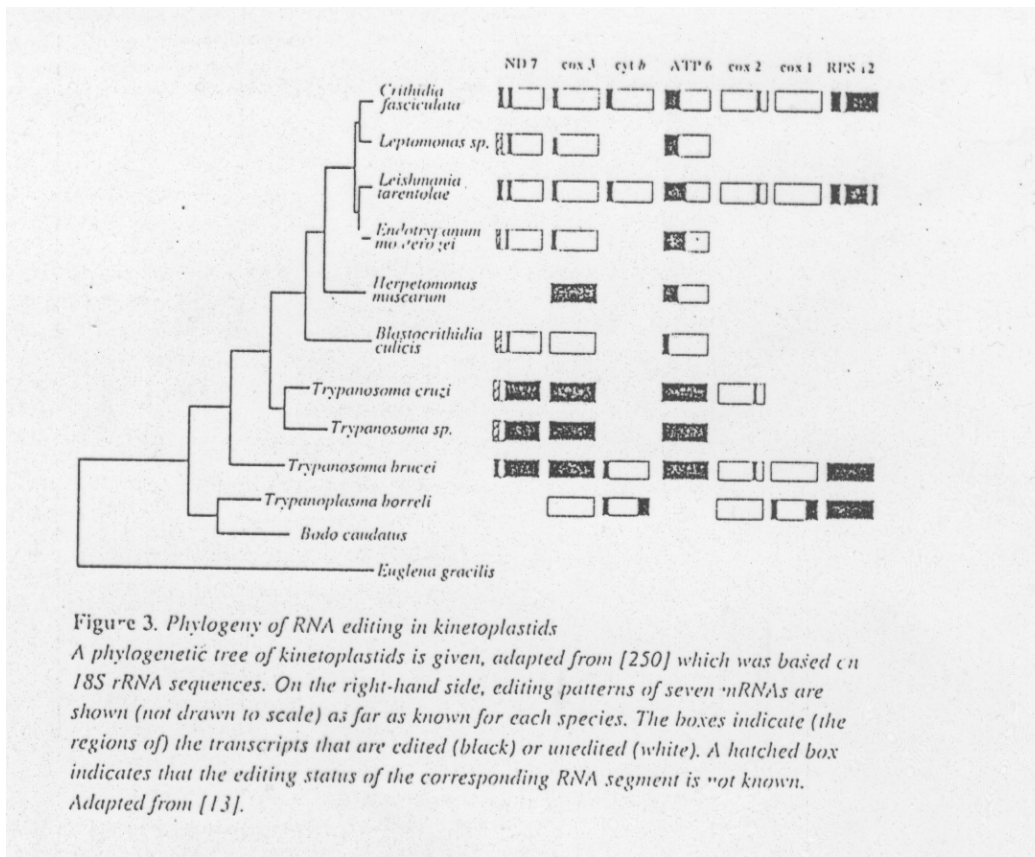 ND 7 cox 3 cyt b ATP 6 cox 2 cox 1 RPS 12
Crithidia
fasciculata
Leptomonas sp.
Leishmania
tarentolae
Endotrypanum
Herpetomonas
muscarum
Blastocrithidia
culicis
Trypanosoma cruzi
Trypanosoma sp.
Trypanosoma brucei
Trypanoplasma borreli
Bodo caudatus
Euglena gracilis
Figure 3. Phylogeny of RNA editing in kinetoplastids
A phylogenetic tree of kinetoplastids is given, adapted from [250] which was based on
18S rRNA sequences. On the right-hand side, editing patterns of seven mRNAs are
shown (not drawn to scale) as far as known for each species. The boxes indicate (the
regions of) the transcripts that are edited (black) or unedited (white). A hatched box
indicates that the editing status of the corresponding RNA segment is not known.
Adapted from [13].